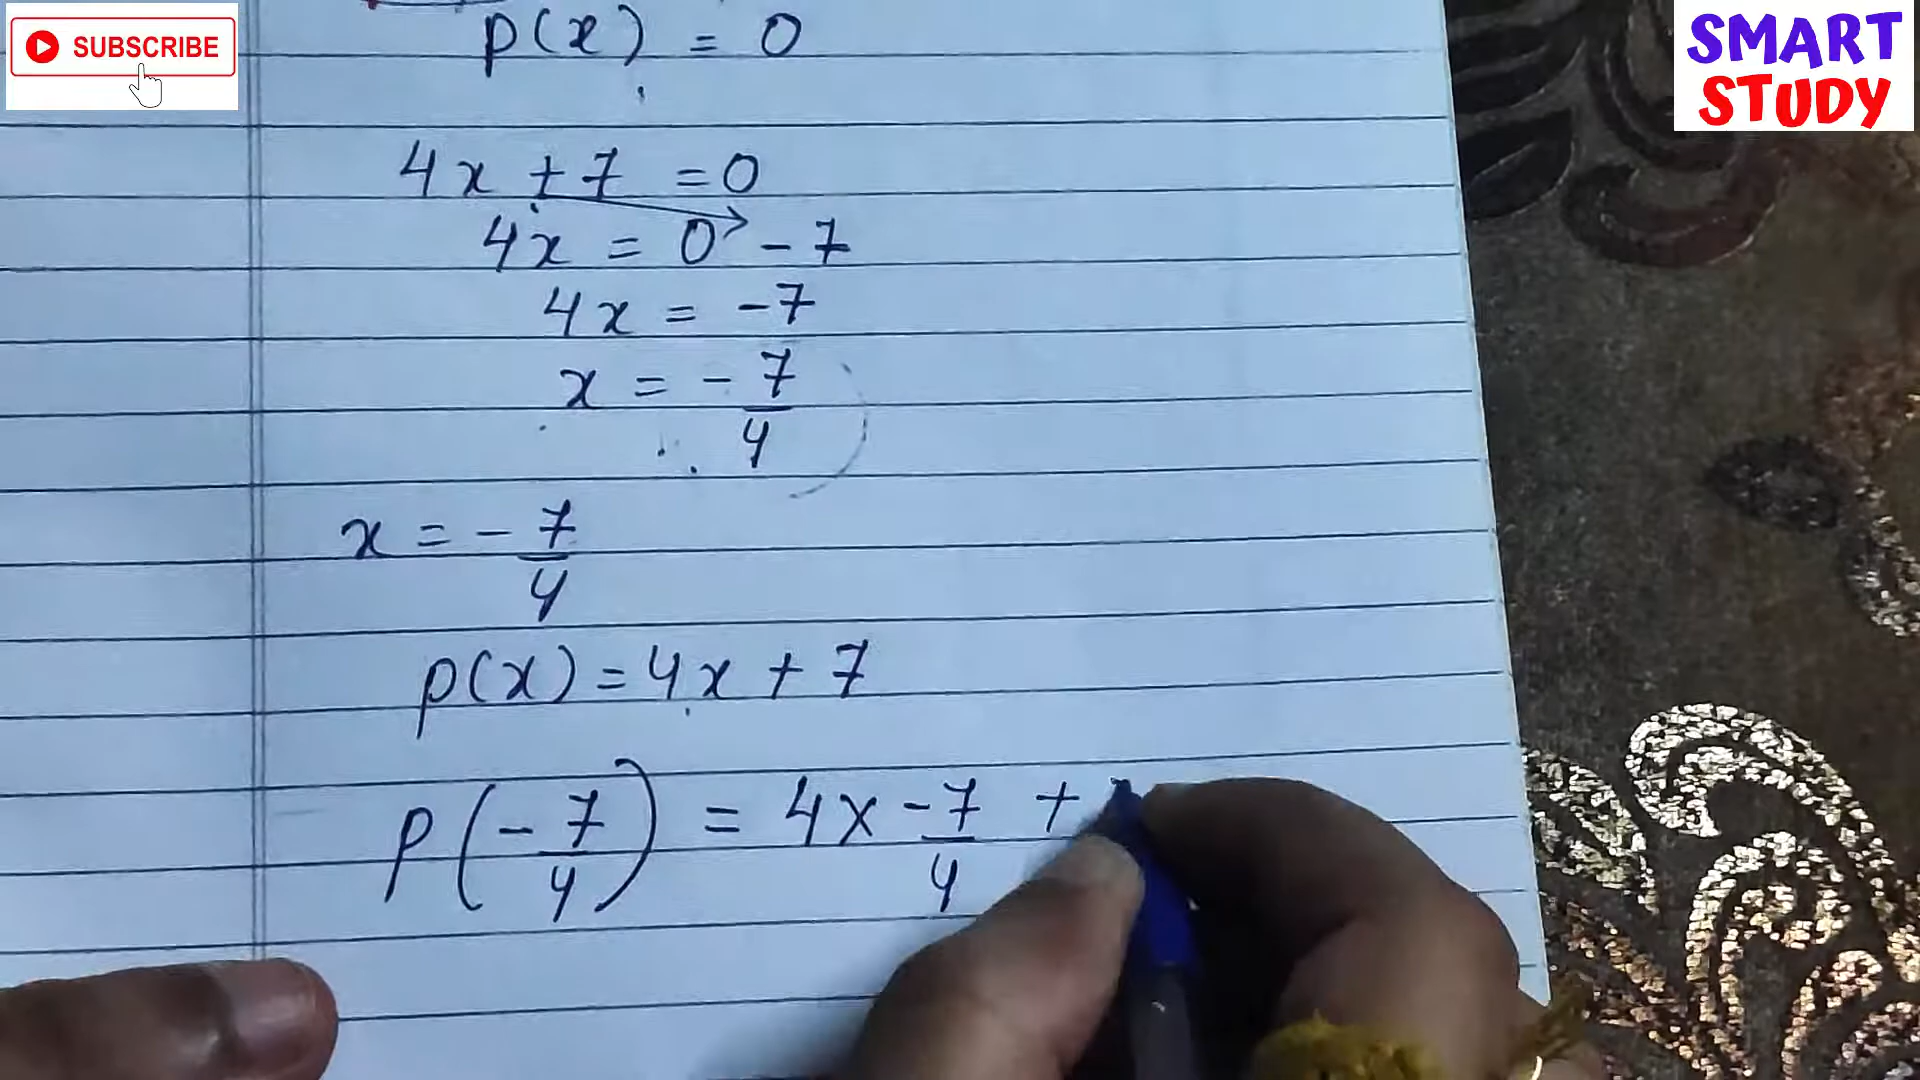 SUBSCRIBE
SMART
STUDY
p(x) = 0
4x + 7 = 0
4x = 0 - 7
4x = -7
x = - 7/4
x = - 7/4
p(x) = 4x + 7
P(- 7/4) = 4 x -7/4 +